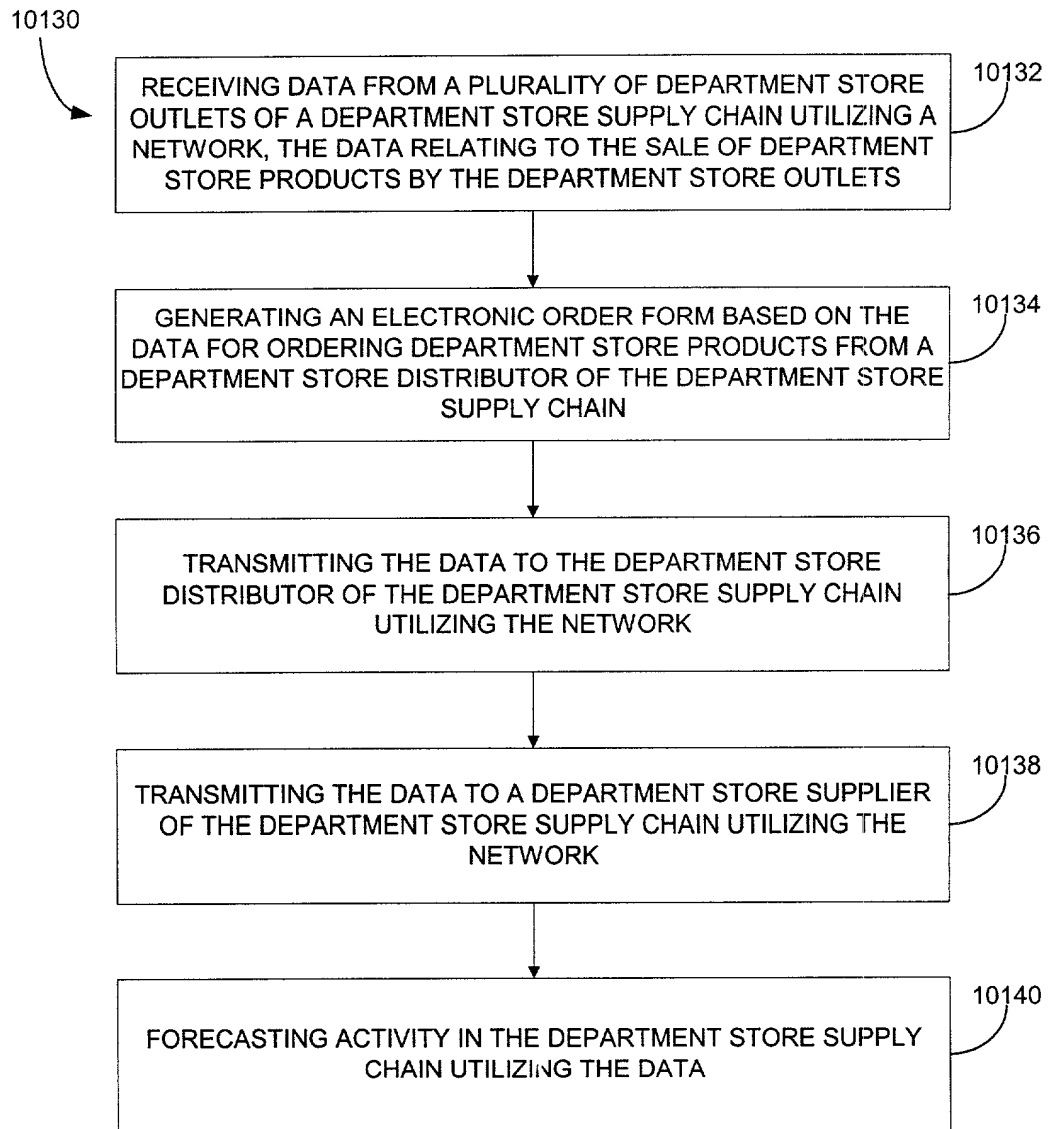 10130
RECEIVING DATA FROM A PLURALITY OF DEPARTMENT STORE
OUTLETS OF A DEPARTMENT STORE SUPPLY CHAIN UTILIZING A
NETWORK, THE DATA RELATING TO THE SALE OF DEPARTMENT
STORE PRODUCTS BY THE DEPARTMENT STORE OUTLETS
10132
GENERATING AN ELECTRONIC ORDER FORM BASED ON THE
DATA FOR ORDERING DEPARTMENT STORE PRODUCTS FROM A
DEPARTMENT STORE DISTRIBUTOR OF THE DEPARTMENT STORE
SUPPLY CHAIN
10134
TRANSMITTING THE DATA TO THE DEPARTMENT STORE
DISTRIBUTOR OF THE DEPARTMENT STORE SUPPLY CHAIN
UTILIZING THE NETWORK
10136
TRANSMITTING THE DATA TO A DEPARTMENT STORE SUPPLIER
OF THE DEPARTMENT STORE SUPPLY CHAIN UTILIZING THE
NETWORK
10138
FORECASTING ACTIVITY IN THE DEPARTMENT STORE SUPPLY
CHAIN UTILIZING THE DATA
10140